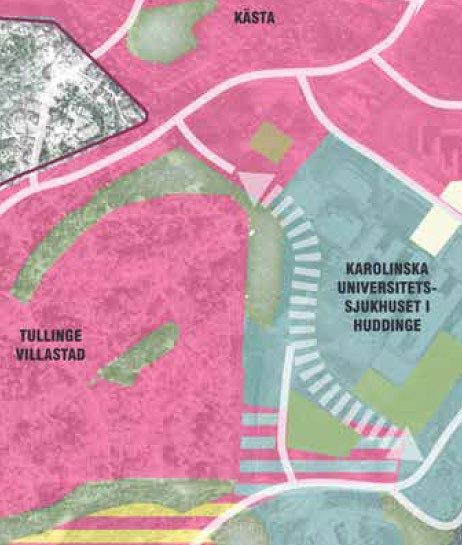 KÄSTA
KAROLINSKA
UNIVERSITETS-
SJUKHUSET I
HUDDINGE
TULLINGE
VILLASTAD